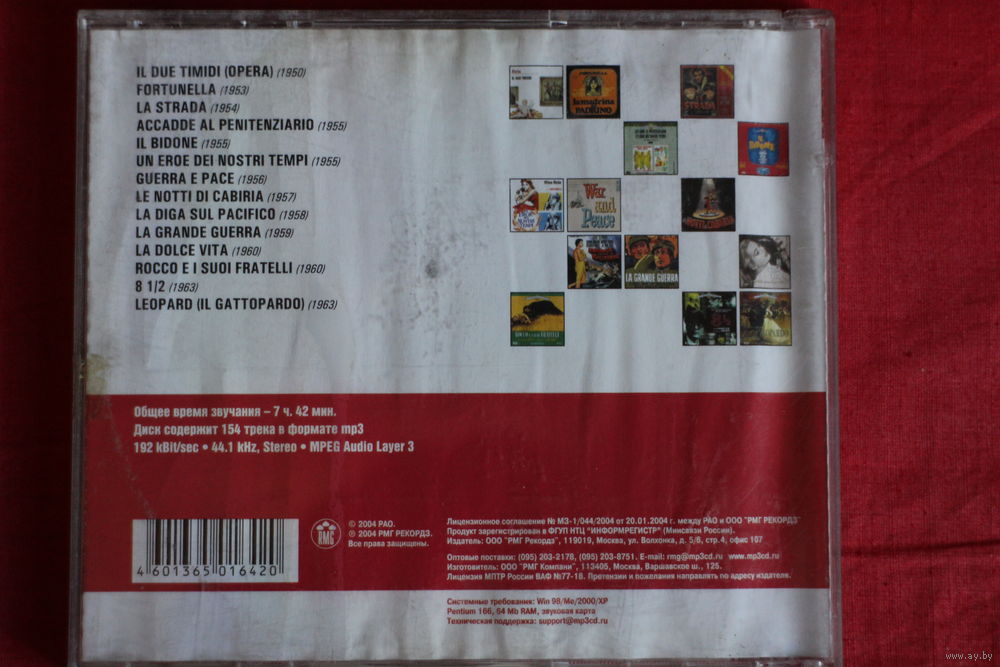 IL DUE TIMIDI (OPERA) (1950)
FORTUNELLA (1953)
LA STRADA (1954)
ACCADDE AL PENITENZIARIO (1955)
IL BIDONE (1955)
UN EROE DEI NOSTRI TEMPI (1955)
GUERRA E PACE (1956)
LE NOTTI DI CABIRIA (1957)
LA DIGA SUL PACIFICO (1958)
LA GRANDE GUERRA (1959)
LA DOLCE VITA (1960)
ROCCO E I SUOI FRATELLI (1960)
8 1/2 (1963)
LEOPARD (IL GATTOPARDO) (1963)
la madrina
PADRINO
STRADA
War
and
Peace
LA GRANDE GUERRA
Общее время звучания – 7 ч. 42 мин.
Диск содержит 154 трека в формате mp3
192 kBit/sec • 44.1 kHz, Stereo • MPEG Audio Layer 3
4 601365 016420
RMG
© 2004 РАО.
℗ 2004 РМГ РЕКОРДЗ.
Все права защищены.
Лицензионное соглашение № МЗ-1/044/2004 от 20.01.2004 г. между РАО и ООО "РМГ РЕКОРДЗ"
Продукт зарегистрирован в ФГУП НТЦ "ИНФОРМРЕГИСТР" (Минсвязи России).
ООО "РМГ Рекордз", 119019, Москва, ул. Волхонка, д. 5/6, стр. 4, офис 107
Оптовые поставки: (095) 203-2178, (095) 203-8751. E-mail: rmg@mp3cd.ru www.mp3cd.ru
Изготовитель: ООО "РМГ Компани", 113405, Москва, Варшавское ш., 125.
Лицензия МПТР России ВАФ №77-18. Претензии и пожелания направлять по адресу издателя.
Системные требования: Win 98/Me/2000/XP
Pentium 166, 64 Mb RAM, звуковая карта
Техническая поддержка: support@mp3cd.ru
www.ay.by